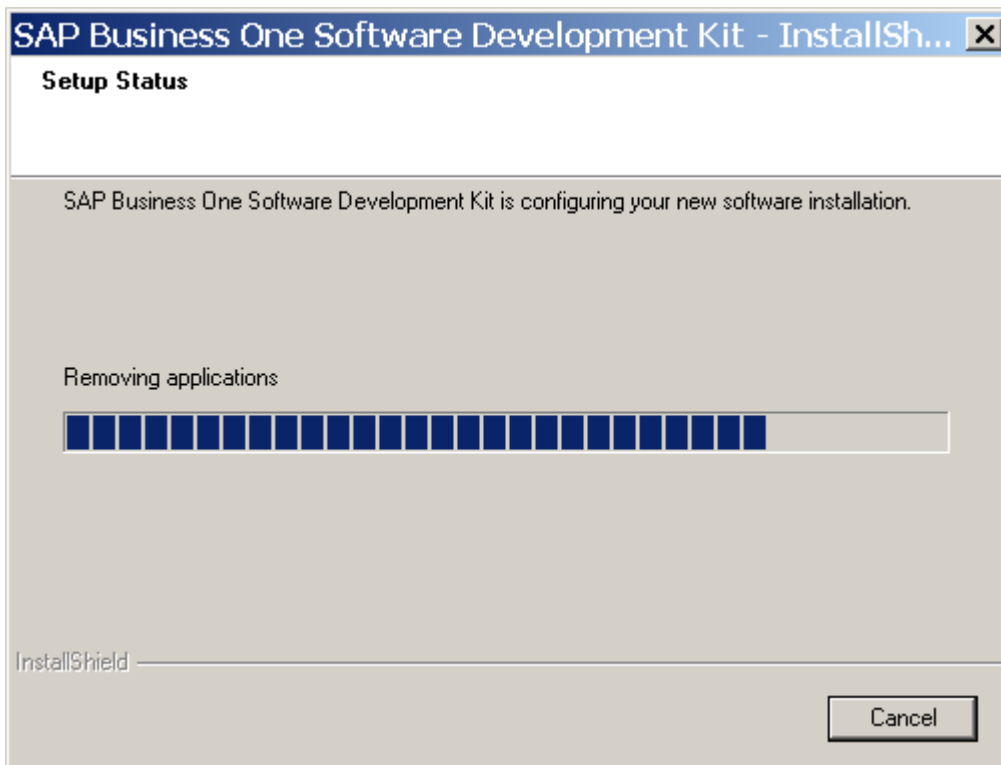 SAP Business One Software Development Kit - InstallSh...
Setup Status
SAP Business One Software Development Kit is configuring your new software installation.
Removing applications
InstallShield
Cancel